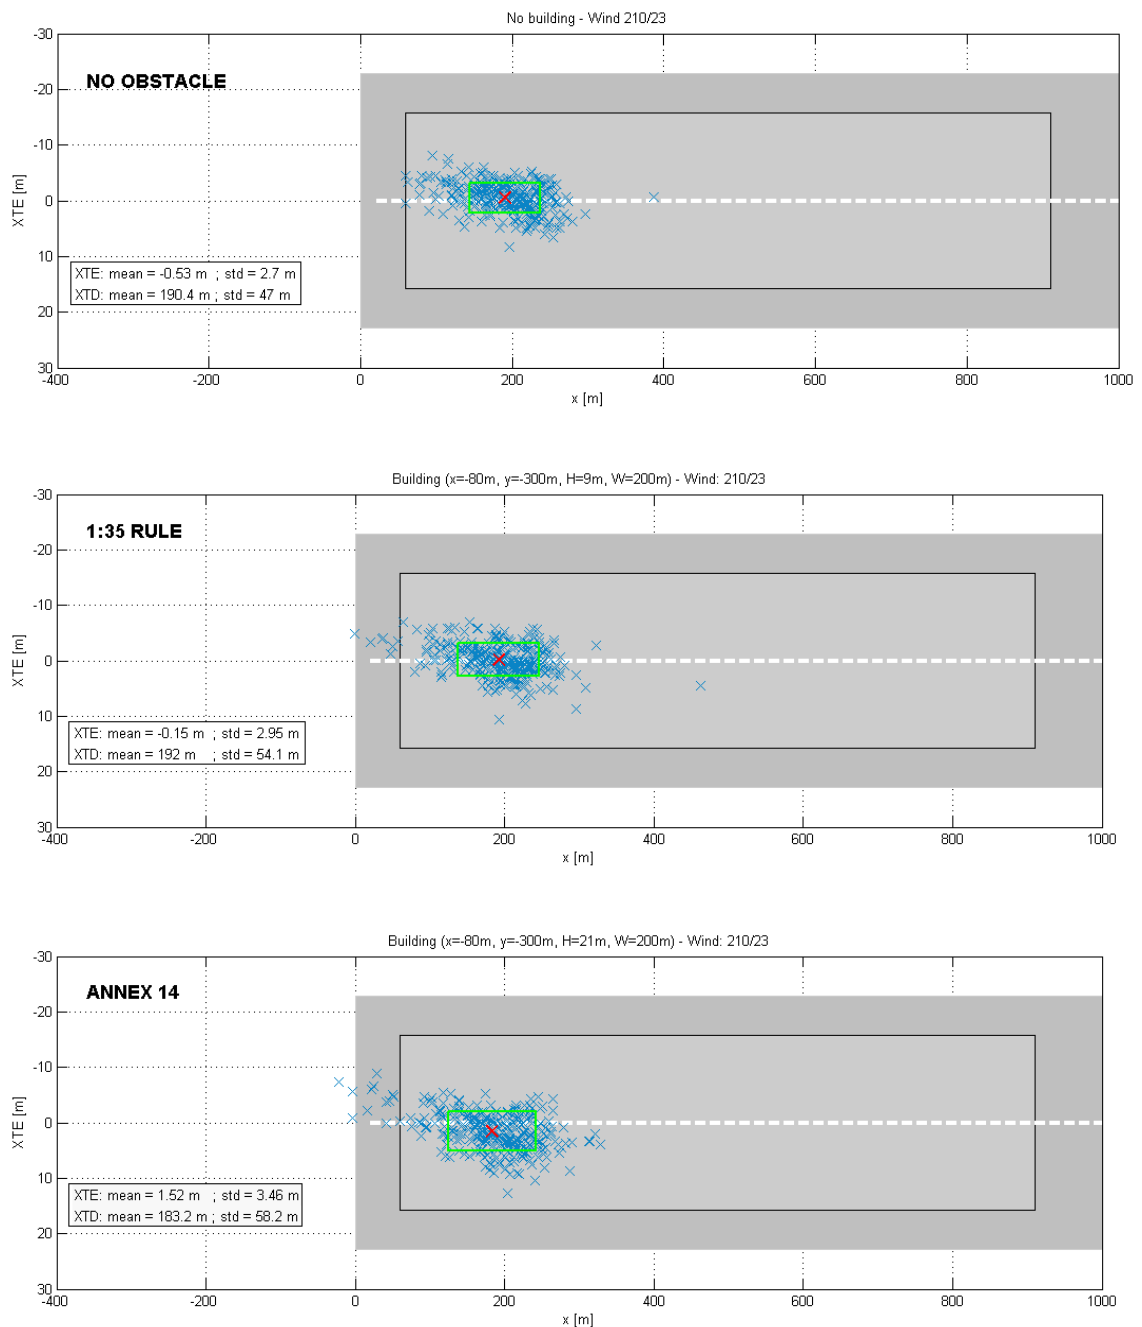 No building - Wind 210/23
-30
-20
-10
0
10
20
30
XTE [m]
NO OBSTACLE
XTE: mean = -0.53 m ; std = 2.7 m
XTD: mean = 190.4 m ; std = 47 m
-400 -200 0 200 400 600 800 1000
x [m]
Building (x=-80m, y=-300m, H=9m, W=200m) - Wind: 210/23
-30
-20
-10
0
10
20
30
XTE [m]
1:35 RULE
XTE: mean = -0.15 m ; std = 2.95 m
XTD: mean = 192 m ; std = 54.1 m
-400 -200 0 200 400 600 800 1000
x [m]
Building (x=-80m, y=-300m, H=21m, W=200m) - Wind: 210/23
-30
-20
-10
0
10
20
30
XTE [m]
ANNEX 14
XTE: mean = 1.52 m ; std = 3.46 m
XTD: mean = 183.2 m ; std = 58.2 m
-400 -200 0 200 400 600 800 1000
x [m]